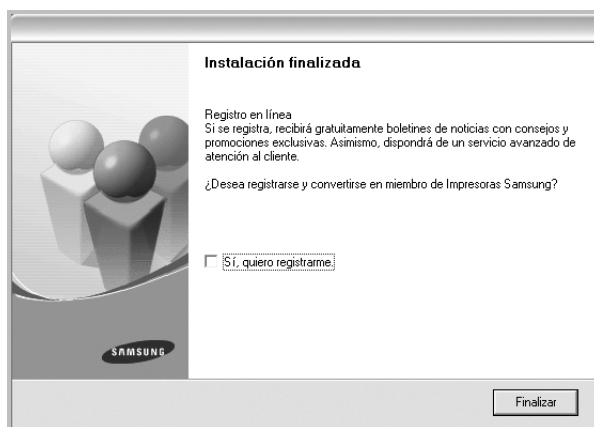 Instalación finalizada
Registro en línea
Si se registra, recibirá gratuitamente boletines de noticias con consejos y
promociones exclusivas. Asimismo, dispondrá de un servicio avanzado de
atención al cliente.
¿Desea registrarse y convertirse en miembro de Impresoras Samsung?
Sí, quiero registrarme.
SAMSUNG
Finalizar